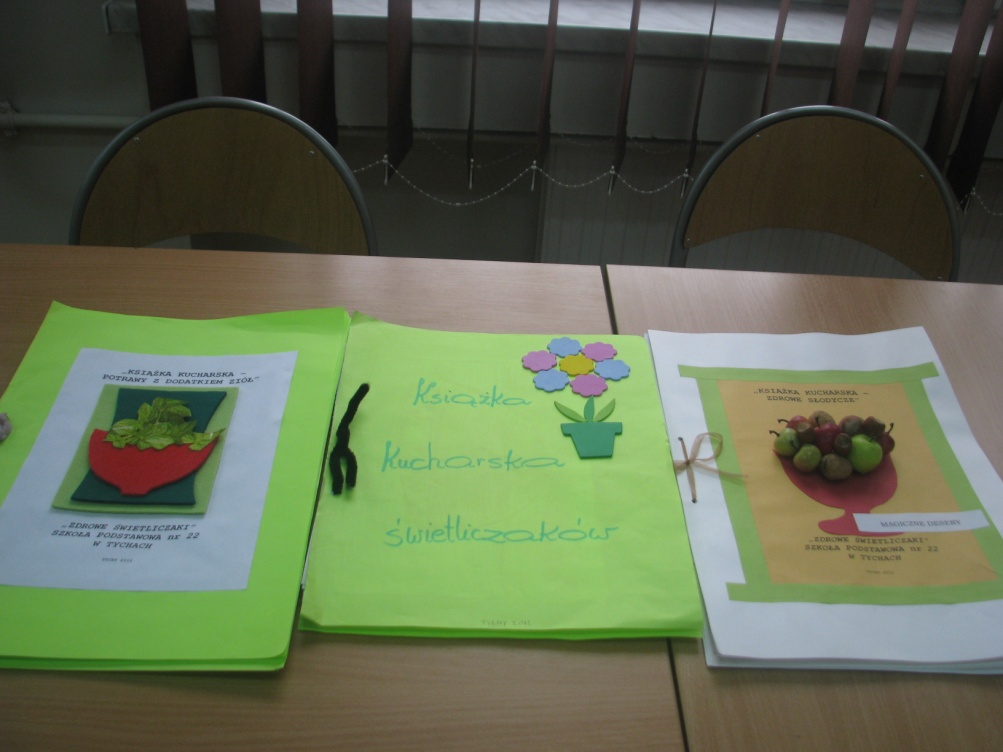 „KSIĄŻKA KUCHARSKA –
POTRAWY Z DODATKIEM ZIÓŁ"
„ZDROWE ŚWIETLICZAKI"
SZKOŁA PODSTAWOWA nr 22
W TYCHACH
Książka
Kucharska
świetliczaków
„KSIĄŻKA KUCHARSKA –
ZDROWE SŁODYCZE"
MAGICZNE DESERY
„ZDROWE ŚWIETLICZAKI"
SZKOŁA PODSTAWOWA nr 22
W TYCHACH